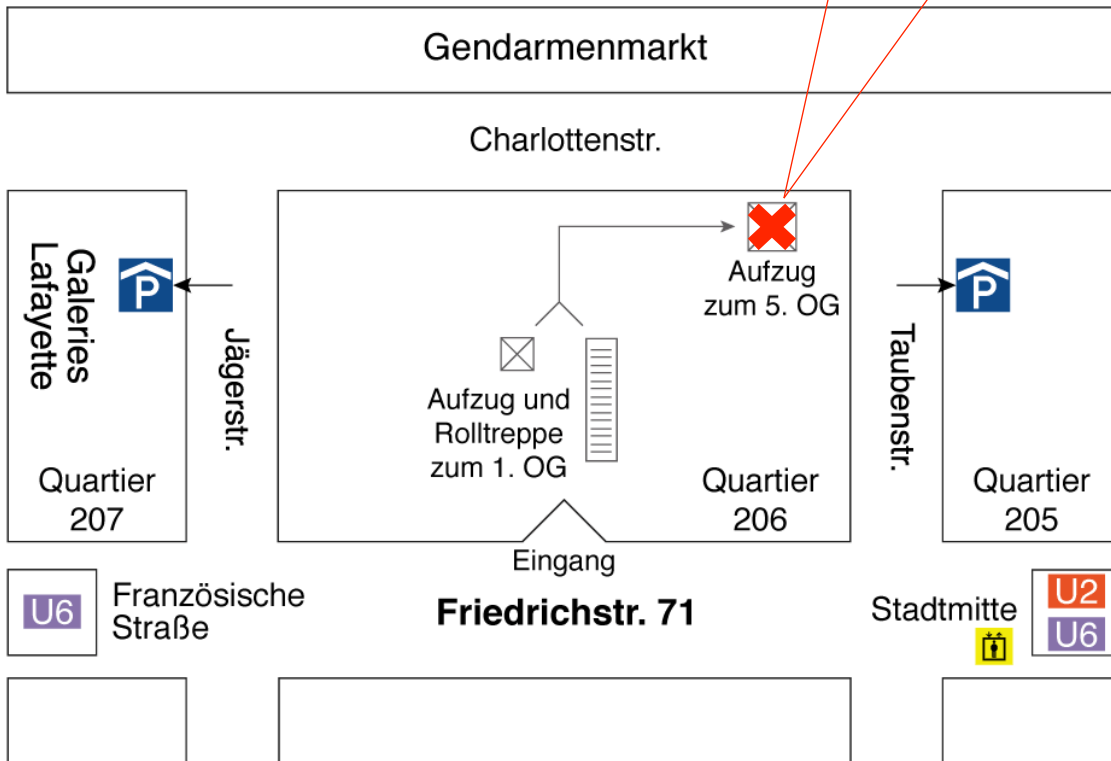 Gendarmenmarkt
Charlottenstr.
Galeries
Lafayette
P
Jägerstr.
Quartier
207
Aufzug
zum 5. OG
Aufzug und
Rolltreppe
zum 1. OG
Quartier
206
Taubenstr.
P
Quartier
205
Eingang
U6
Französische
Straße
Friedrichstr. 71
Stadtmitte
U2
U6